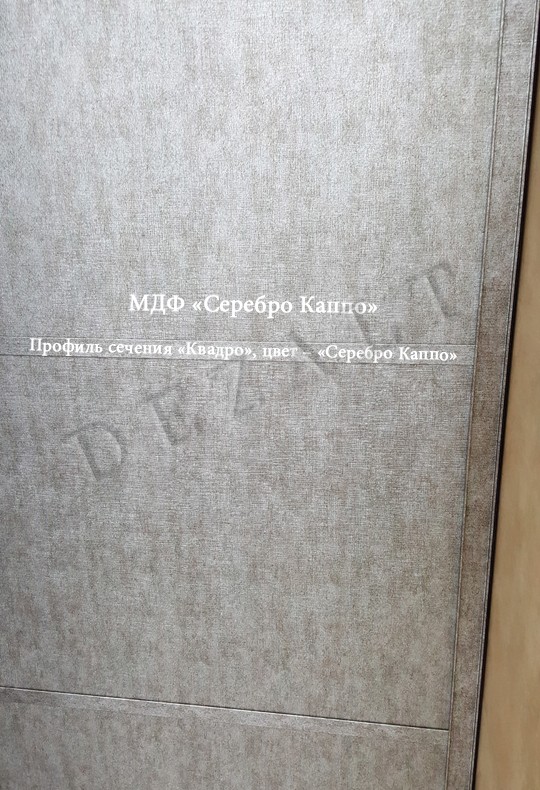 МДФ «Серебро Каппо»
Профиль сечения «Квадро», цвет – «Серебро Каппо»
DEZALT